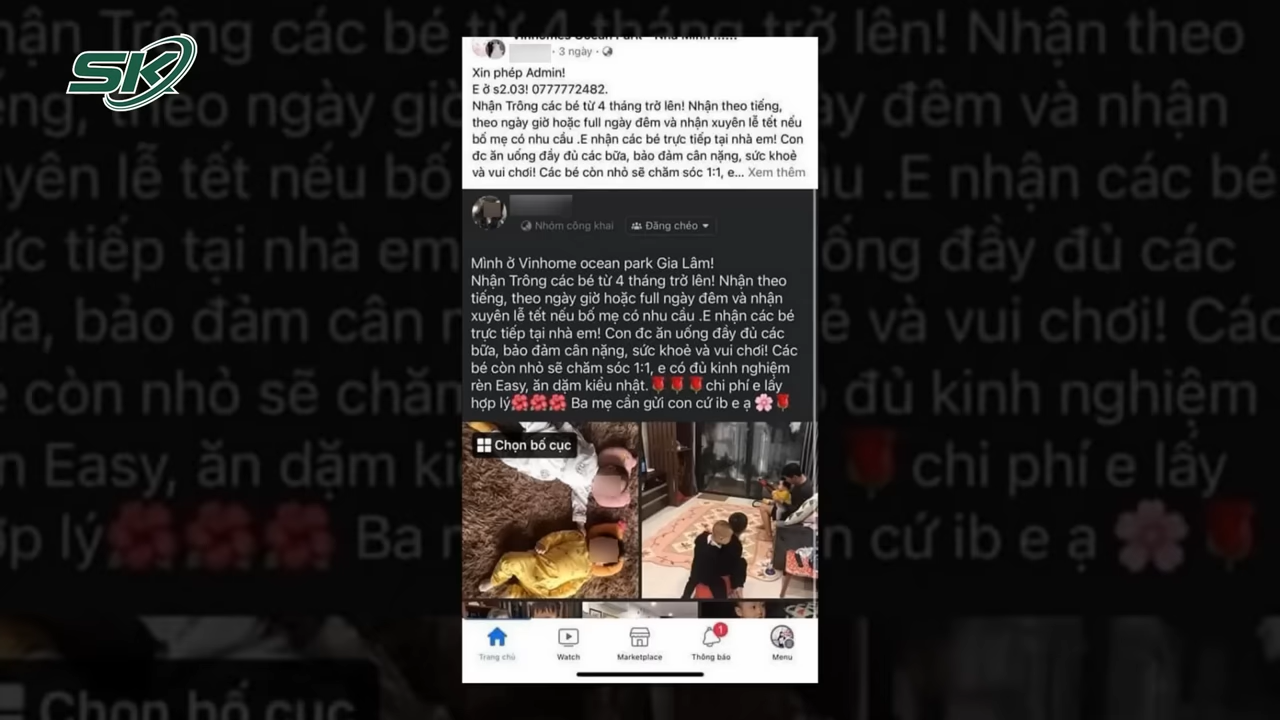 SK
Vinhomes Ocean Park - Nhà Mình ......
· 3 ngày ·
Xin phép Admin!
E ở s2.03! 0777772482.
Nhận Trông các bé từ 4 tháng trở lên! Nhận theo tiếng,
theo ngày giờ hoặc full ngày đêm và nhận xuyên lễ tết nếu
bố mẹ có nhu cầu .E nhận các bé trực tiếp tại nhà em! Con
đc ăn uống đầy đủ các bữa, bảo đảm cân nặng, sức khoẻ
và vui chơi! Các bé còn nhỏ sẽ chăm sóc 1:1, e... Xem thêm
Nhóm công khai
Đăng chéo
Mình ở Vinhome ocean park Gia Lâm!
Nhận Trông các bé từ 4 tháng trở lên! Nhận theo
tiếng, theo ngày giờ hoặc full ngày đêm và nhận
xuyên lễ tết nếu bố mẹ có nhu cầu .E nhận các bé
trực tiếp tại nhà em! Con đc ăn uống đầy đủ các
bữa, bảo đảm cân nặng, sức khoẻ và vui chơi! Các
bé còn nhỏ sẽ chăm sóc 1:1, e có đủ kinh nghiệm
rèn Easy, ăn dặm kiểu nhật.🌹🌹🌹chi phí e lấy
hợp lý🌺🌺🌺 Ba mẹ cần gửi con cứ ib e ạ 🌸🌹
Chọn bố cục
Trang chủ
Watch
Marketplace
1
Thông báo
Menu